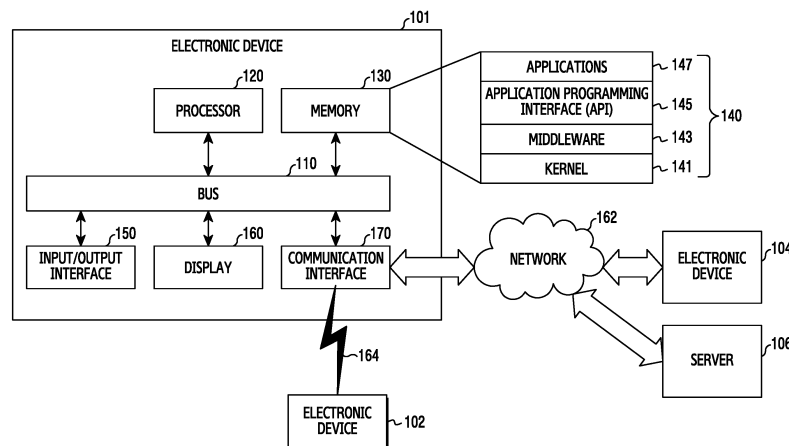 101
ELECTRONIC DEVICE
120
PROCESSOR
130
MEMORY
APPLICATIONS
147
APPLICATION PROGRAMMING
INTERFACE (API)
145
MIDDLEWARE
143
KERNEL
141
140
110
BUS
150
INPUT/OUTPUT
INTERFACE
160
DISPLAY
170
COMMUNICATION
INTERFACE
162
NETWORK
104
ELECTRONIC
DEVICE
106
SERVER
164
ELECTRONIC
DEVICE
102